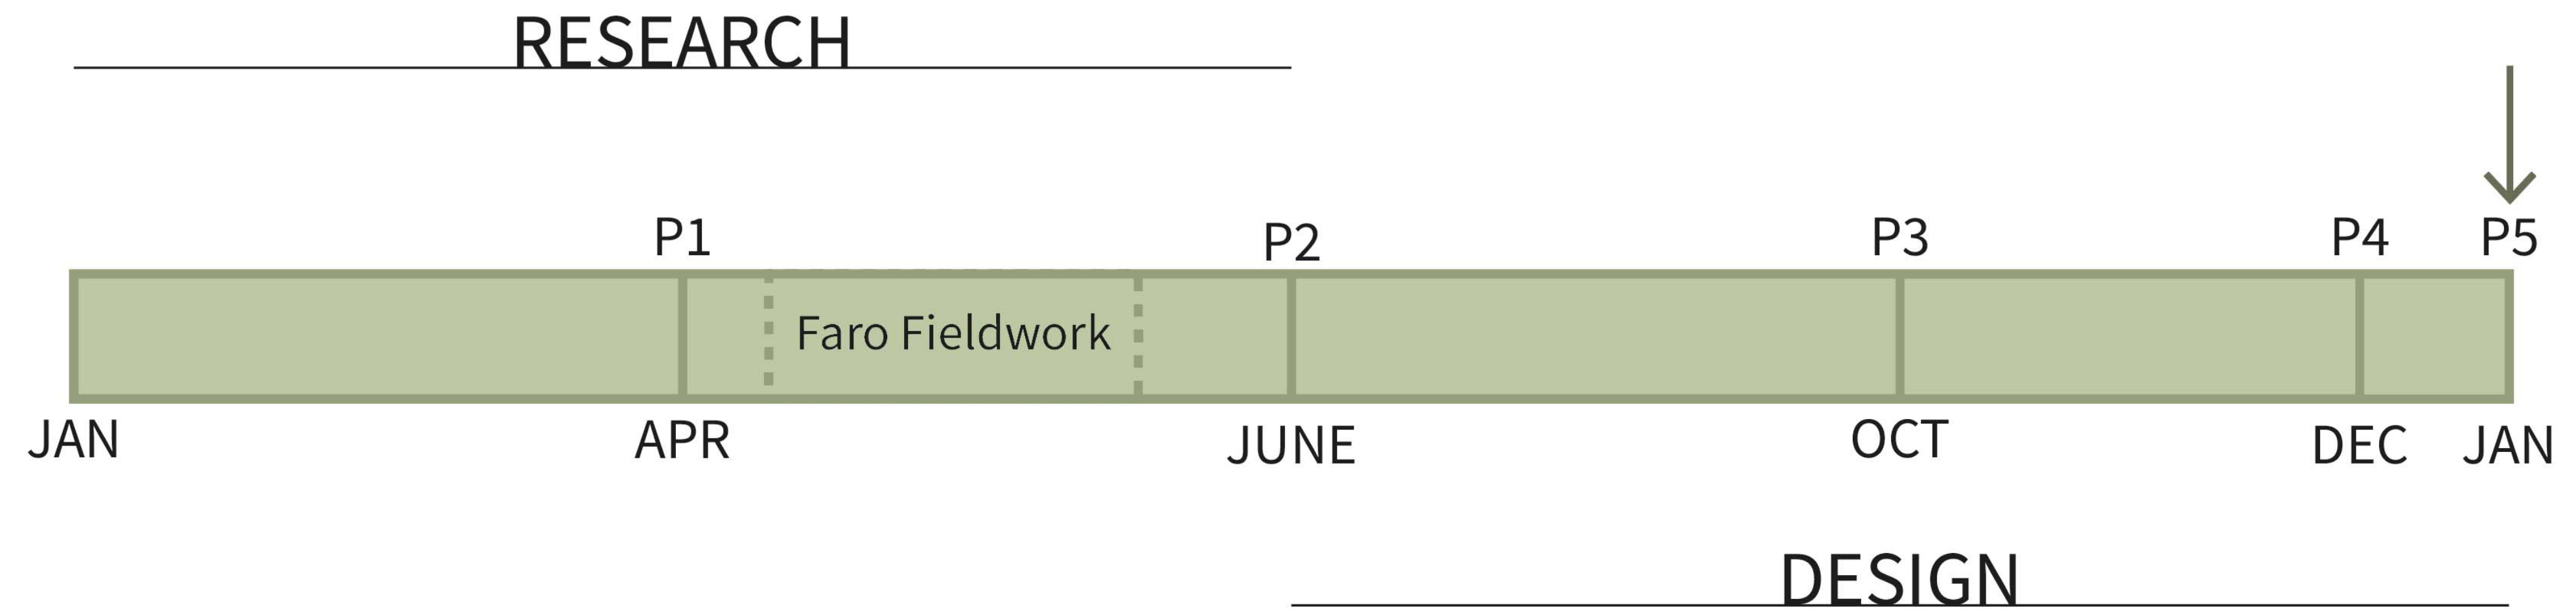 RESEARCH
P1 P2 P3 P4 P5
Faro Fieldwork
JAN APR JUNE OCT DEC JAN
DESIGN